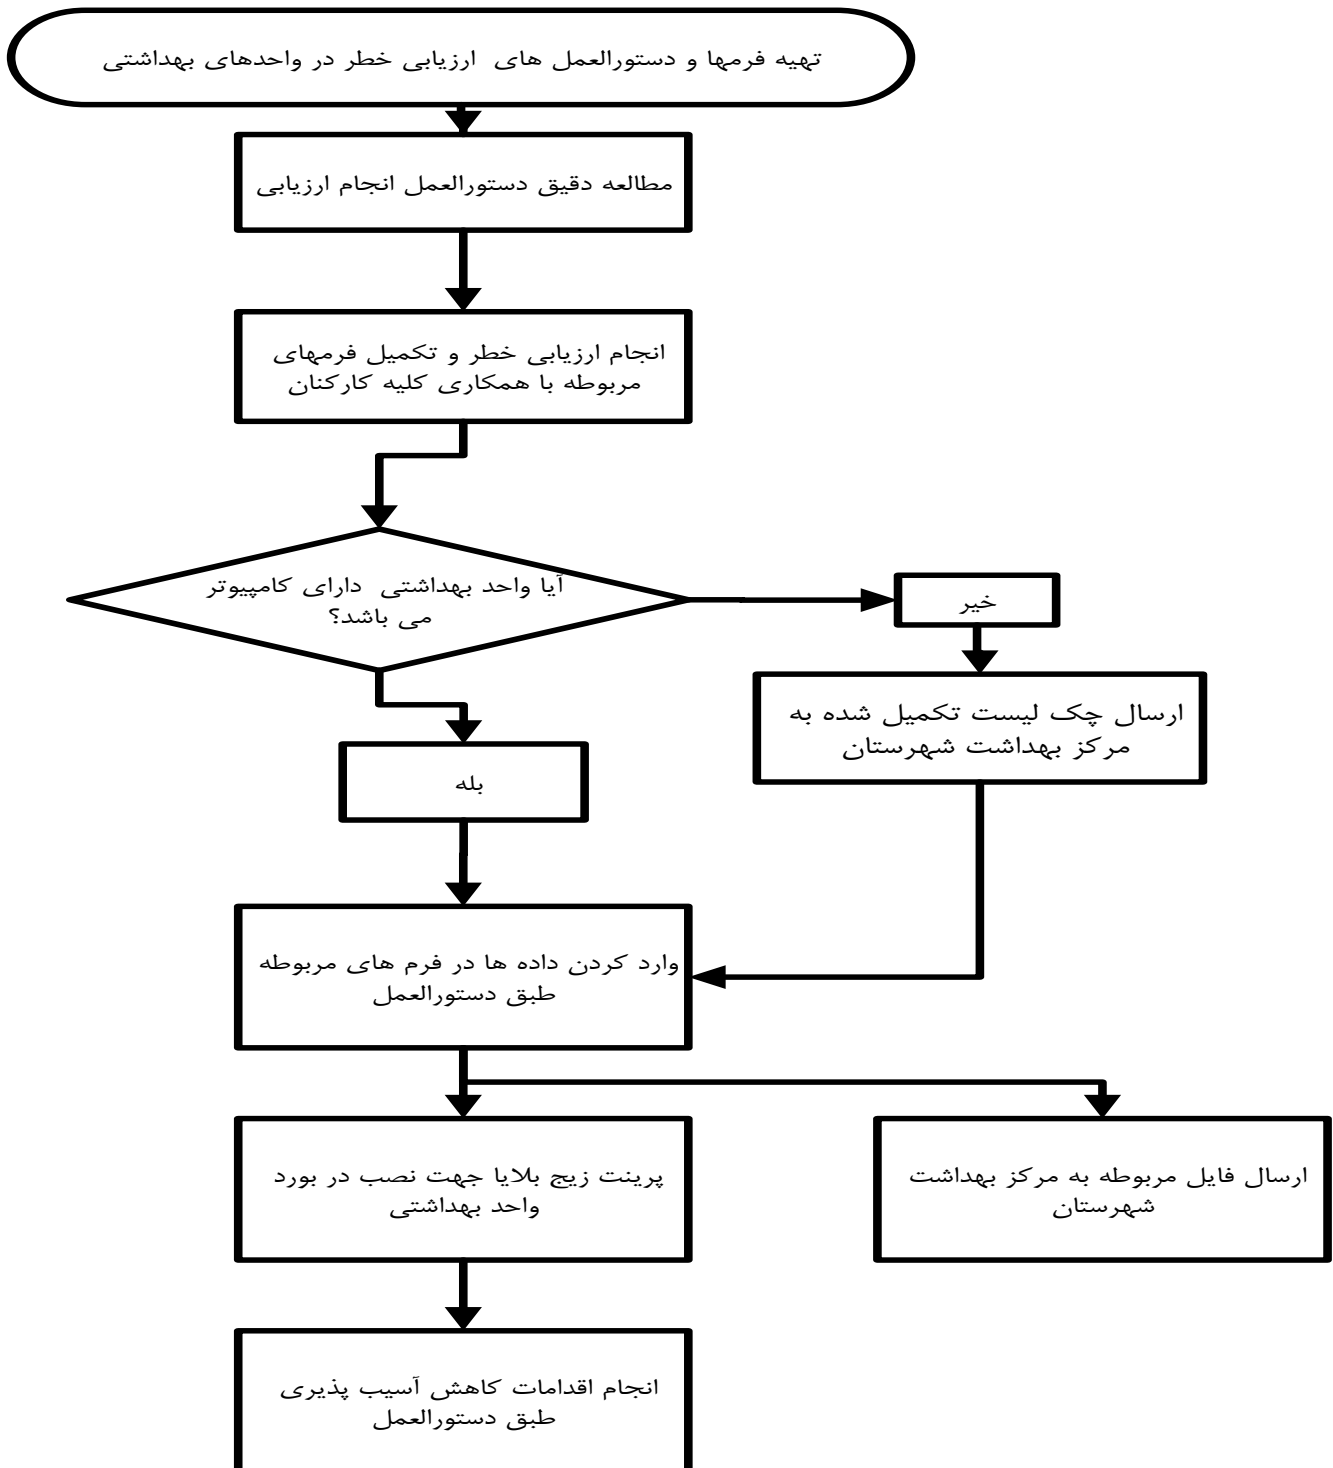 تهیه فرمها و دستورالعمل های ارزیابی خطر در واحدهای بهداشتی
مطالعه دقیق دستورالعمل انجام ارزیابی
انجام ارزیابی خطر و تکمیل فرمهای
مربوطه با همکاری کلیه کارکنان
آیا واحد بهداشتی دارای کامپیوتر
می باشد؟
خیر
ارسال چک لیست تکمیل شده به
مرکز بهداشت شهرستان
بله
وارد کردن داده ها در فرم های مربوطه
طبق دستورالعمل
پرینت زیج بلایا جهت نصب در بورد
واحد بهداشتی
ارسال فایل مربوطه به مرکز بهداشت
شهرستان
انجام اقدامات کاهش آسیب پذیری
طبق دستورالعمل